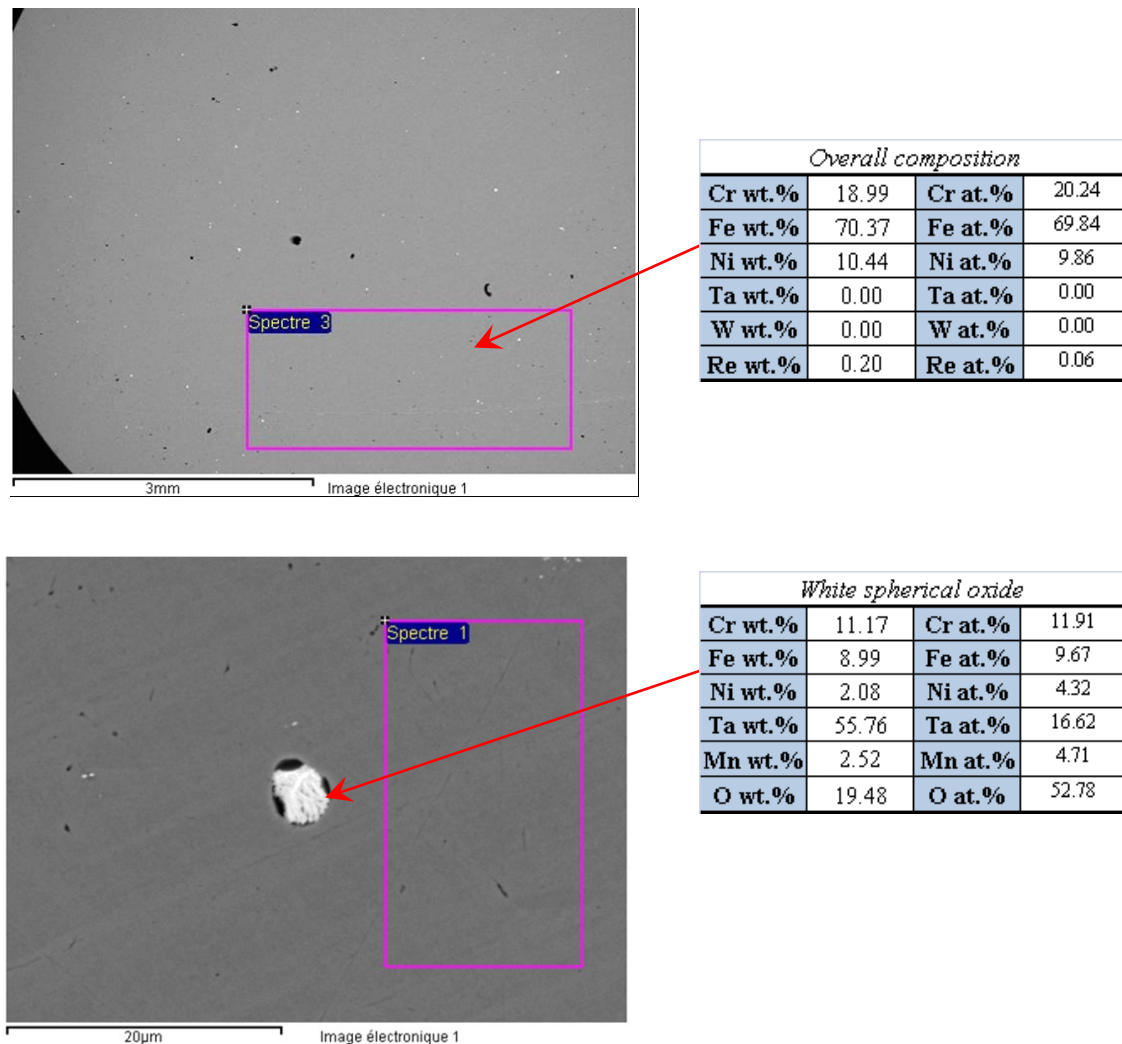 Spectre 3
3mm Image électronique 1
Overall composition
Cr wt.% 18.99 Cr at.% 20.24
Fe wt.% 70.37 Fe at.% 69.84
Ni wt.% 10.44 Ni at.% 9.86
Ta wt.% 0.00 Ta at.% 0.00
W wt.% 0.00 W at.% 0.00
Re wt.% 0.20 Re at.% 0.06
Spectre 1
20µm Image électronique 1
White spherical oxide
Cr wt.% 11.17 Cr at.% 11.91
Fe wt.% 8.99 Fe at.% 9.67
Ni wt.% 2.08 Ni at.% 4.32
Ta wt.% 55.76 Ta at.% 16.62
Mn wt.% 2.52 Mn at.% 4.71
O wt.% 19.48 O at.% 52.78